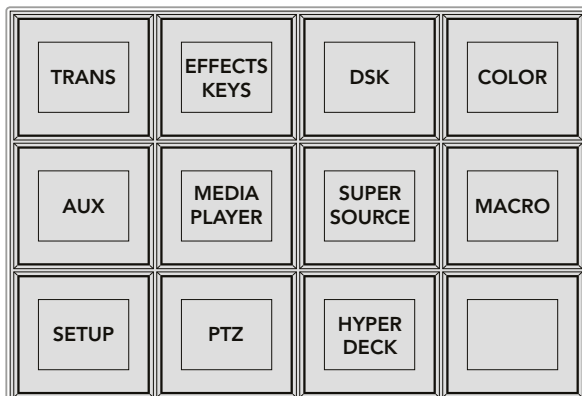 TRANS
EFFECTS
KEYS
DSK
COLOR
AUX
MEDIA
PLAYER
SUPER
SOURCE
MACRO
SETUP
PTZ
HYPER
DECK